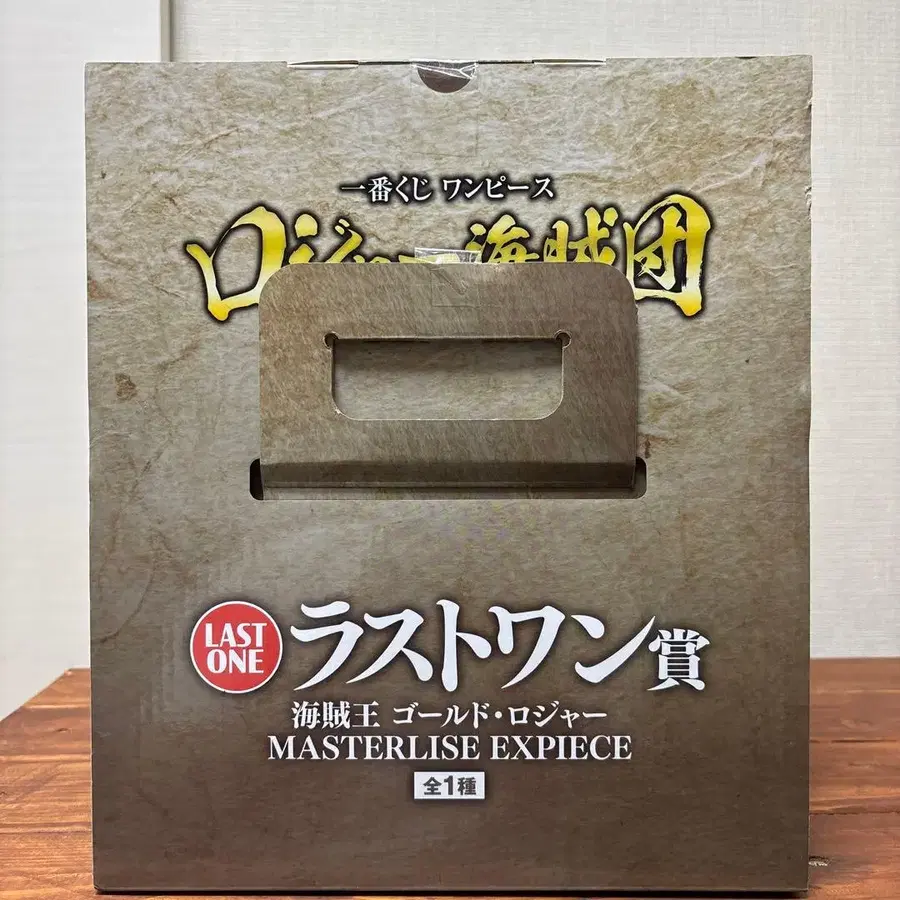 一番くじ ワンピース
ロジャー海賊団
LAST
ONE
ラストワン賞
海賊王 ゴールド・ロジャー
MASTERLISE EXPIECE
全1種